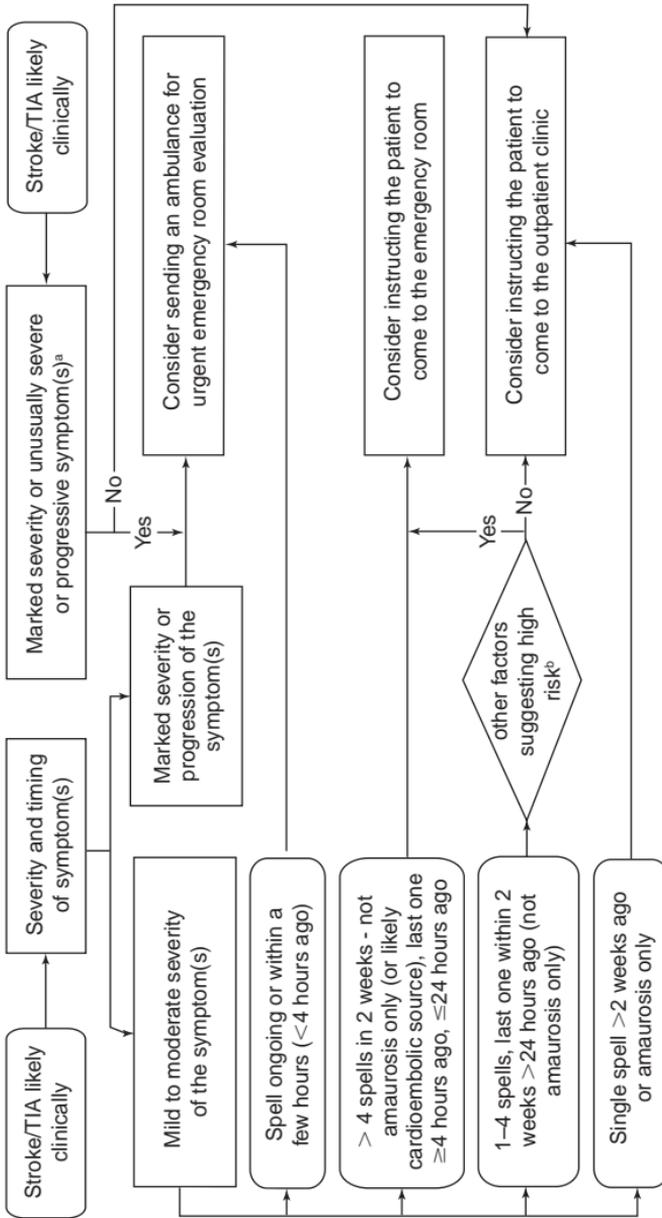 Stroke/TIA likely
clinically
Severity and timing
of symptom(s)
Marked severity or unusually severe
or progressive symptom(s)ᵃ
Stroke/TIA likely
clinically
No
Yes
Mild to moderate severity
of the symptom(s)
Marked severity or
progression of the
symptom(s)
Consider sending an ambulance for
urgent emergency room evaluation
Spell ongoing or within a
few hours (<4 hours ago)
> 4 spells in 2 weeks - not
amaurosis only (or likely
cardioembolic source), last one
≥4 hours ago, ≤24 hours ago
Consider instructing the patient to
come to the emergency room
Yes
1–4 spells, last one within 2
weeks >24 hours ago (not
amaurosis only)
other factors
suggesting high
riskᵇ
No
Consider instructing the patient to
come to the outpatient clinic
Single spell >2 weeks ago
or amaurosis only